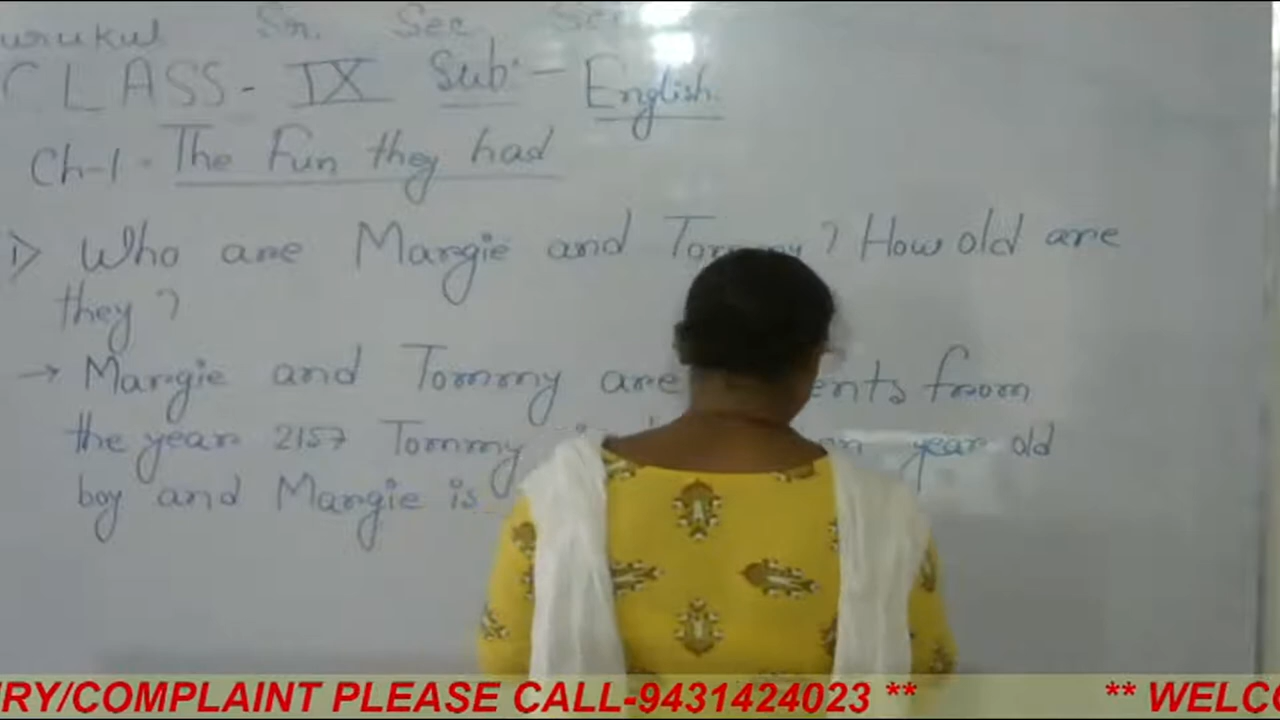 urukul Sr. Sec
CLASS- IX Sub:- English.
Ch-1 - The Fun they had
1> Who are Margie and Tommy? How old are
they?
→ Margie and Tommy are ents from
the year 2157 Tommy year old
boy and Margie is
RY/COMPLAINT PLEASE CALL-9431424023 ** ** WELCO